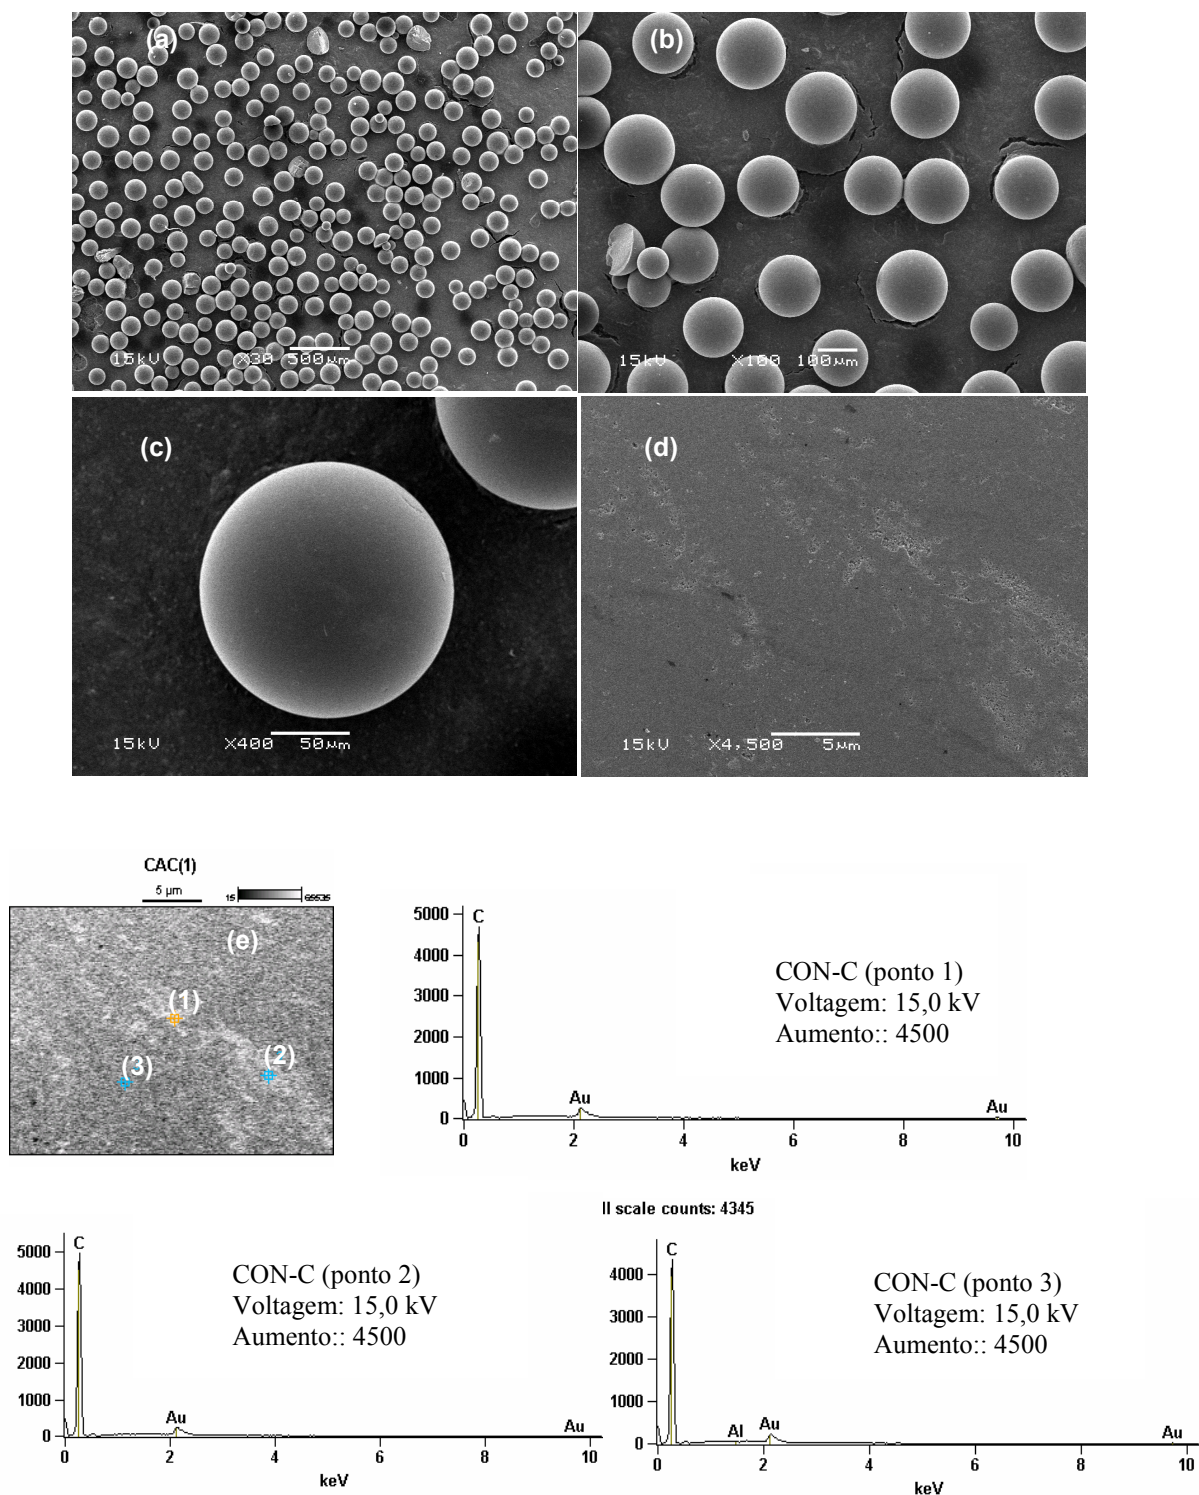 (a)
15kV X30 500μm
(b)
15kV X100 100μm
(c)
15kV X400 50μm
(d)
15kV X4,500 5μm
CAC(1)
5 μm
15 65535
(e)
(1)
(2)
(3)
5000
4000
3000
2000
1000
0
C
Au
Au
CON-C (ponto 1)
Voltagem: 15,0 kV
Aumento:: 4500
0 2 4 6 8 10
keV
5000
4000
3000
2000
1000
0
C
Au
Au
CON-C (ponto 2)
Voltagem: 15,0 kV
Aumento:: 4500
0 2 4 6 8 10
keV
ll scale counts: 4345
4000
3000
2000
1000
0
C
Al
Au
Au
CON-C (ponto 3)
Voltagem: 15,0 kV
Aumento:: 4500
0 2 4 6 8 10
keV